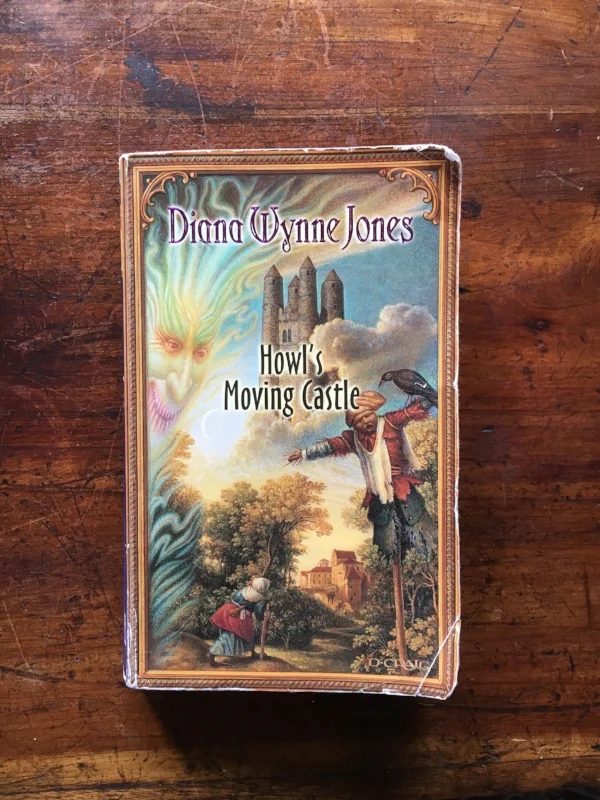 Diana Wynne Jones
Howl's
Moving Castle
D·CRAIG